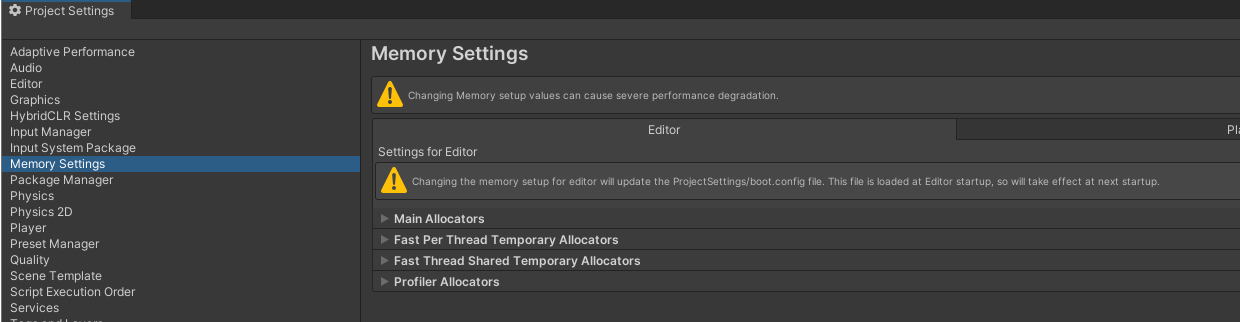 Project Settings
Adaptive Performance
Audio
Editor
Graphics
HybridCLR Settings
Input Manager
Input System Package
Memory Settings
Package Manager
Physics
Physics 2D
Player
Preset Manager
Quality
Scene Template
Script Execution Order
Services
Memory Settings
Changing Memory setup values can cause severe performance degradation.
Editor
Settings for Editor
Changing the memory setup for editor will update the ProjectSettings/boot.config file. This file is loaded at Editor startup, so will take effect at next startup.
Main Allocators
Fast Per Thread Temporary Allocators
Fast Thread Shared Temporary Allocators
Profiler Allocators